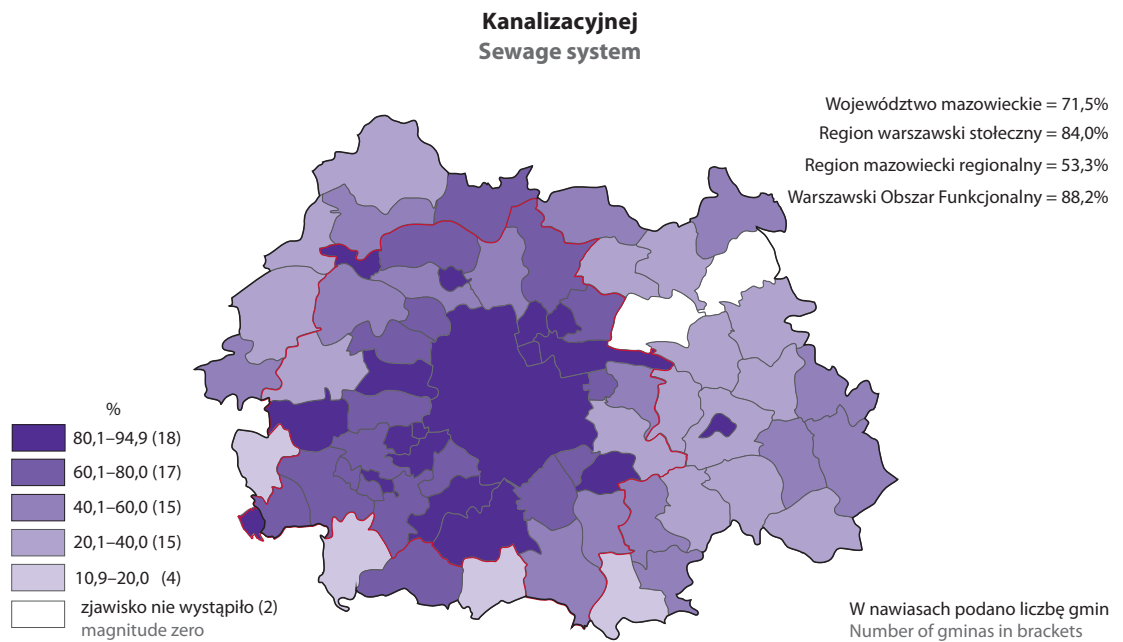 Kanalizacyjnej
Sewage system
Województwo mazowieckie = 71,5%
Region warszawski stołeczny = 84,0%
Region mazowiecki regionalny = 53,3%
Warszawski Obszar Funkcjonalny = 88,2%
%
80,1–94,9 (18)
60,1–80,0 (17)
40,1–60,0 (15)
20,1–40,0 (15)
10,9–20,0 (4)
zjawisko nie wystąpiło (2)
magnitude zero
W nawiasach podano liczbę gmin
Number of gminas in brackets